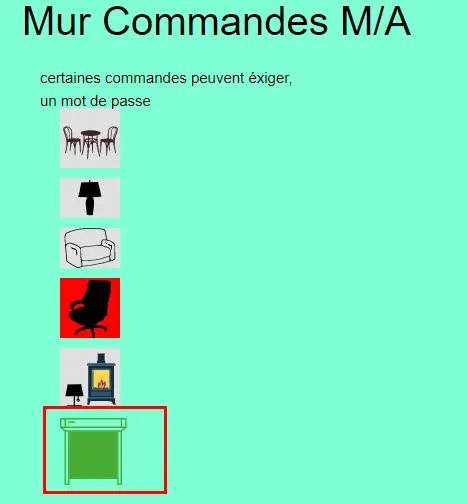 Mur Commandes M/A
certaines commandes peuvent éxiger,
un mot de passe